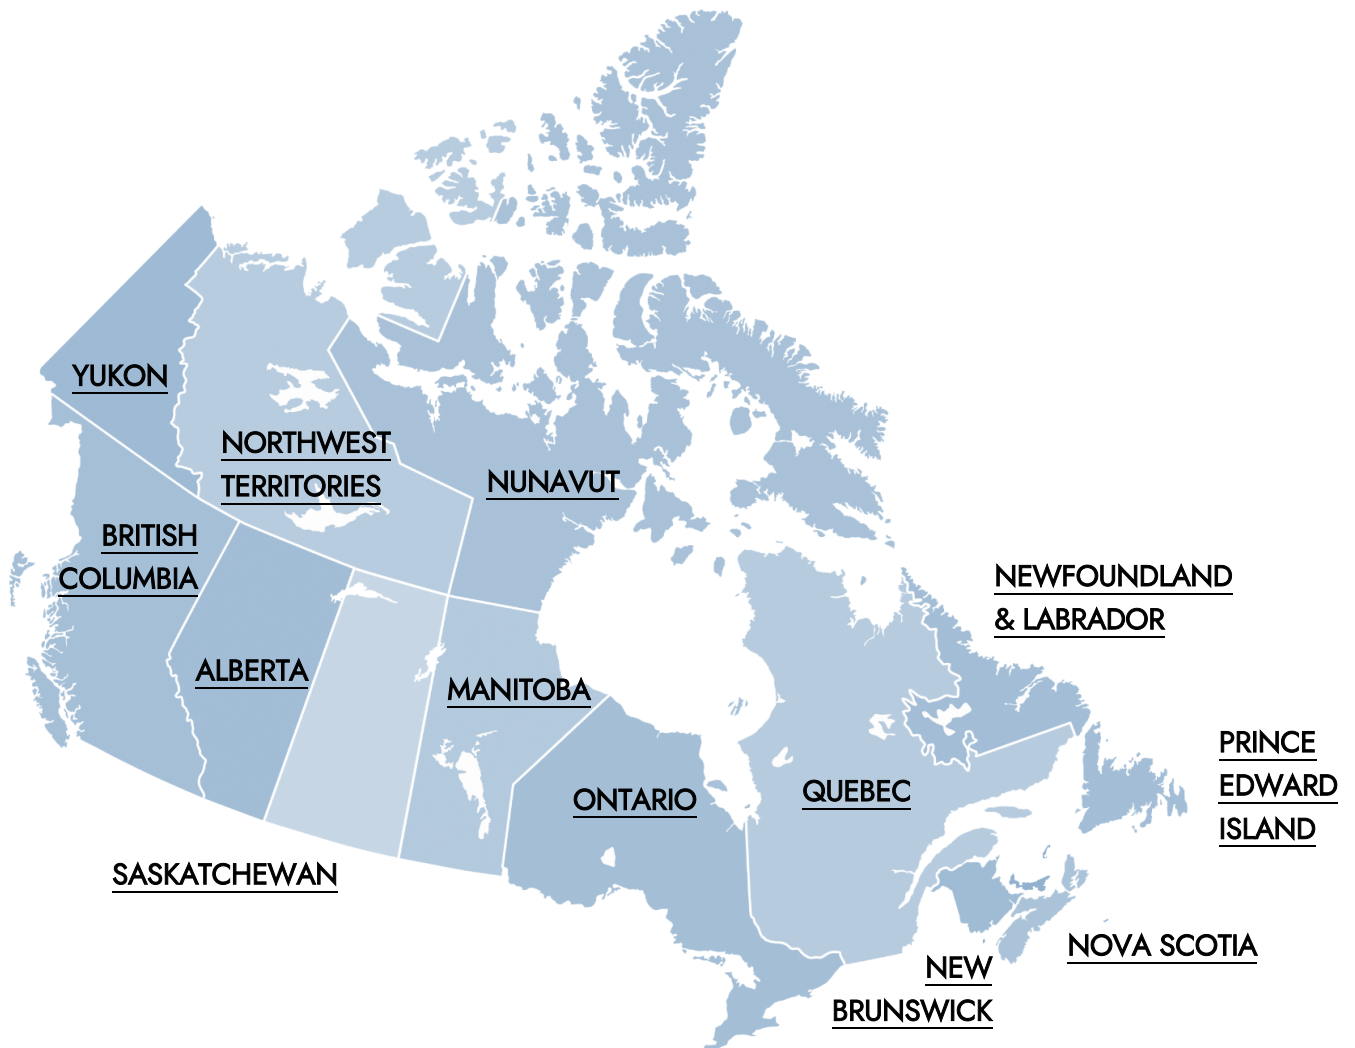 YUKON
NORTHWEST
TERRITORIES
NUNAVUT
BRITISH
COLUMBIA
NEWFOUNDLAND
& LABRADOR
ALBERTA
MANITOBA
PRINCE
EDWARD
ISLAND
QUEBEC
ONTARIO
SASKATCHEWAN
NOVA SCOTIA
NEW
BRUNSWICK